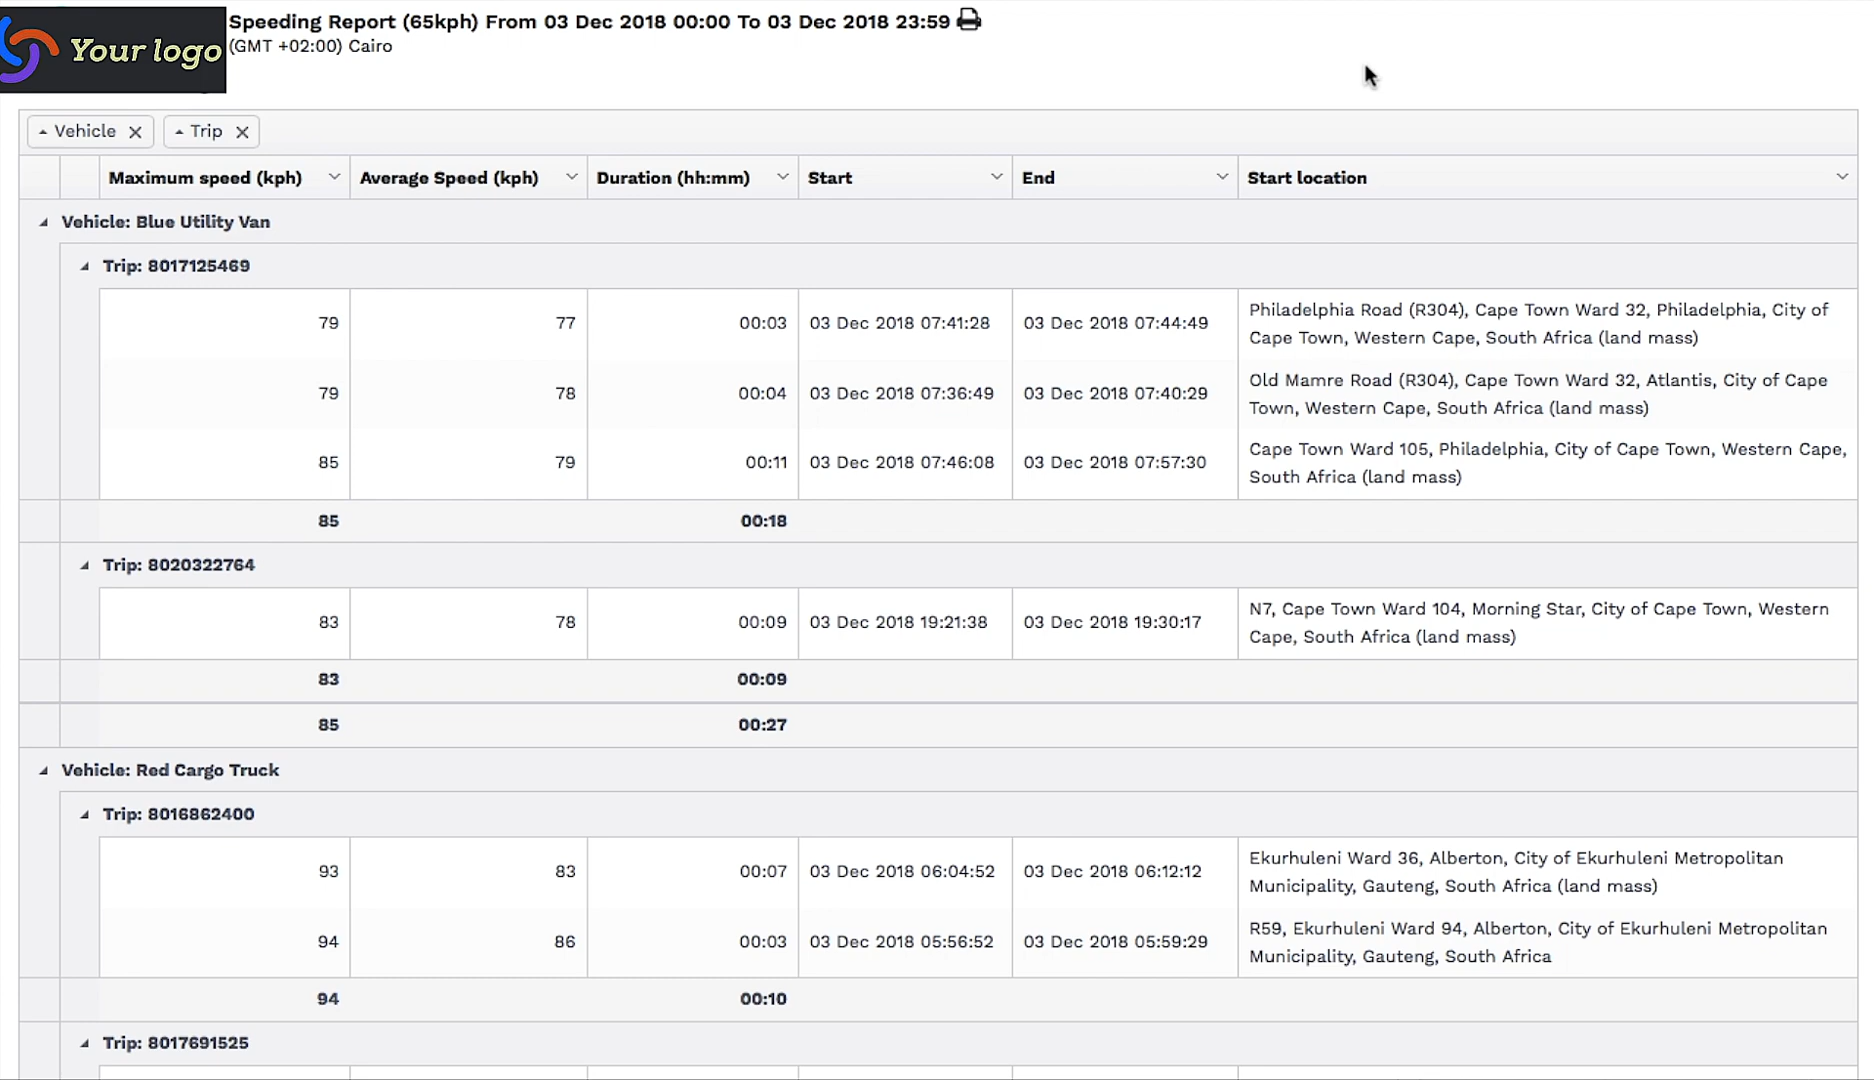 Your logo
Speeding Report (65kph) From 03 Dec 2018 00:00 To 03 Dec 2018 23:59
(GMT +02:00) Cairo
Vehicle Trip
Maximum speed (kph) Average Speed (kph) Duration (hh:mm) Start End Start location
Vehicle: Blue Utility Van
Trip: 8017125469
79 77 00:03 03 Dec 2018 07:41:28 03 Dec 2018 07:44:49 Philadelphia Road (R304), Cape Town Ward 32, Philadelphia, City of
Cape Town, Western Cape, South Africa (land mass)
79 78 00:04 03 Dec 2018 07:36:49 03 Dec 2018 07:40:29 Old Mamre Road (R304), Cape Town Ward 32, Atlantis, City of Cape
Town, Western Cape, South Africa (land mass)
85 79 00:11 03 Dec 2018 07:46:08 03 Dec 2018 07:57:30 Cape Town Ward 105, Philadelphia, City of Cape Town, Western Cape,
South Africa (land mass)
85 00:18
Trip: 8020322764
83 78 00:09 03 Dec 2018 19:21:38 03 Dec 2018 19:30:17 N7, Cape Town Ward 104, Morning Star, City of Cape Town, Western
Cape, South Africa (land mass)
83 00:09
85 00:27
Vehicle: Red Cargo Truck
Trip: 8016862400
93 83 00:07 03 Dec 2018 06:04:52 03 Dec 2018 06:12:12 Ekurhuleni Ward 36, Alberton, City of Ekurhuleni Metropolitan
Municipality, Gauteng, South Africa (land mass)
94 86 00:03 03 Dec 2018 05:56:52 03 Dec 2018 05:59:29 R59, Ekurhuleni Ward 94, Alberton, City of Ekurhuleni Metropolitan
Municipality, Gauteng, South Africa
94 00:10
Trip: 8017691525